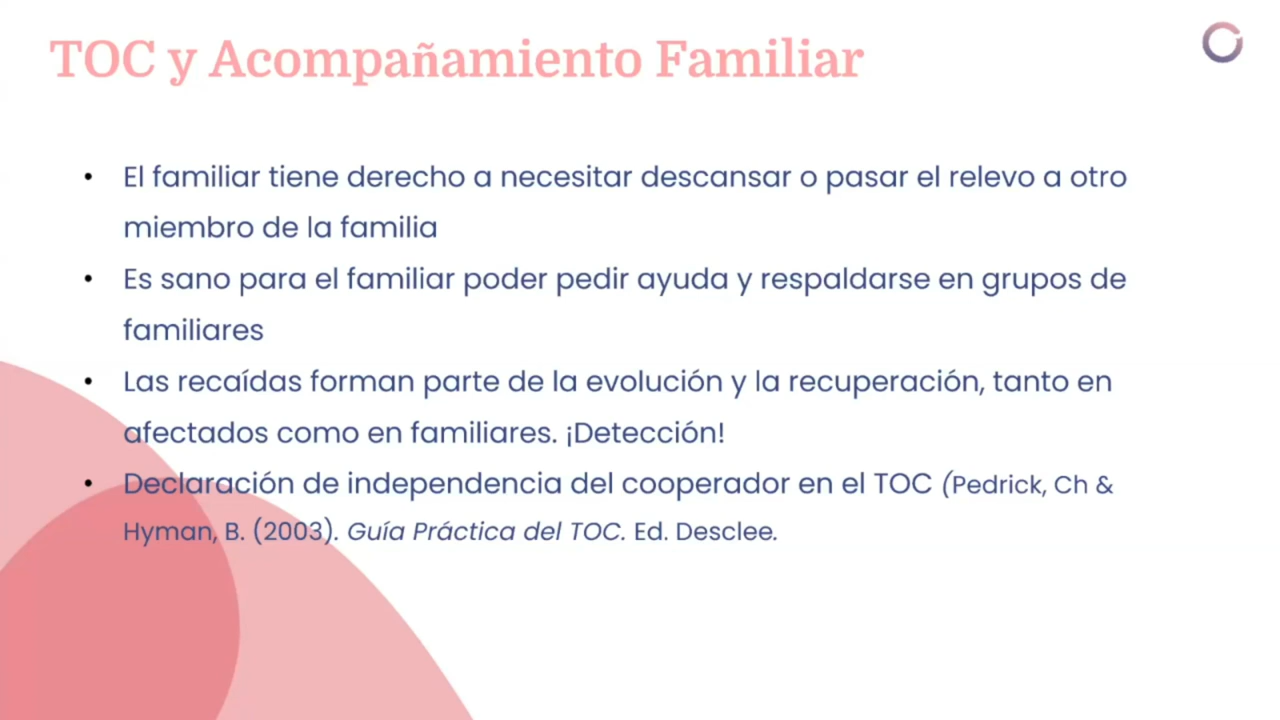 TOC y Acompañamiento Familiar
• El familiar tiene derecho a necesitar descansar o pasar el relevo a otro
miembro de la familia
• Es sano para el familiar poder pedir ayuda y respaldarse en grupos de
familiares
• Las recaídas forman parte de la evolución y la recuperación, tanto en
afectados como en familiares. ¡Detección!
• Declaración de independencia del cooperador en el TOC (Pedrick, Ch &
Hyman, B. (2003). Guía Práctica del TOC. Ed. Desclee.